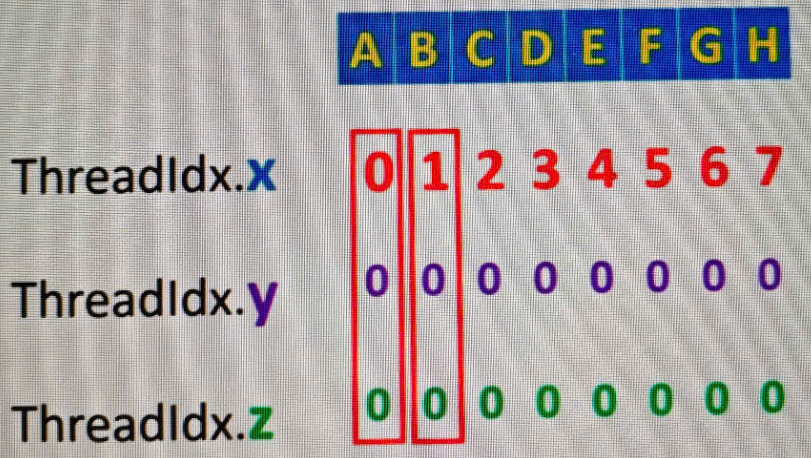 A B C D E F G H
ThreadIdx.x 0 1 2 3 4 5 6 7
ThreadIdx.y 0 0 0 0 0 0 0 0
ThreadIdx.z 0 0 0 0 0 0 0 0